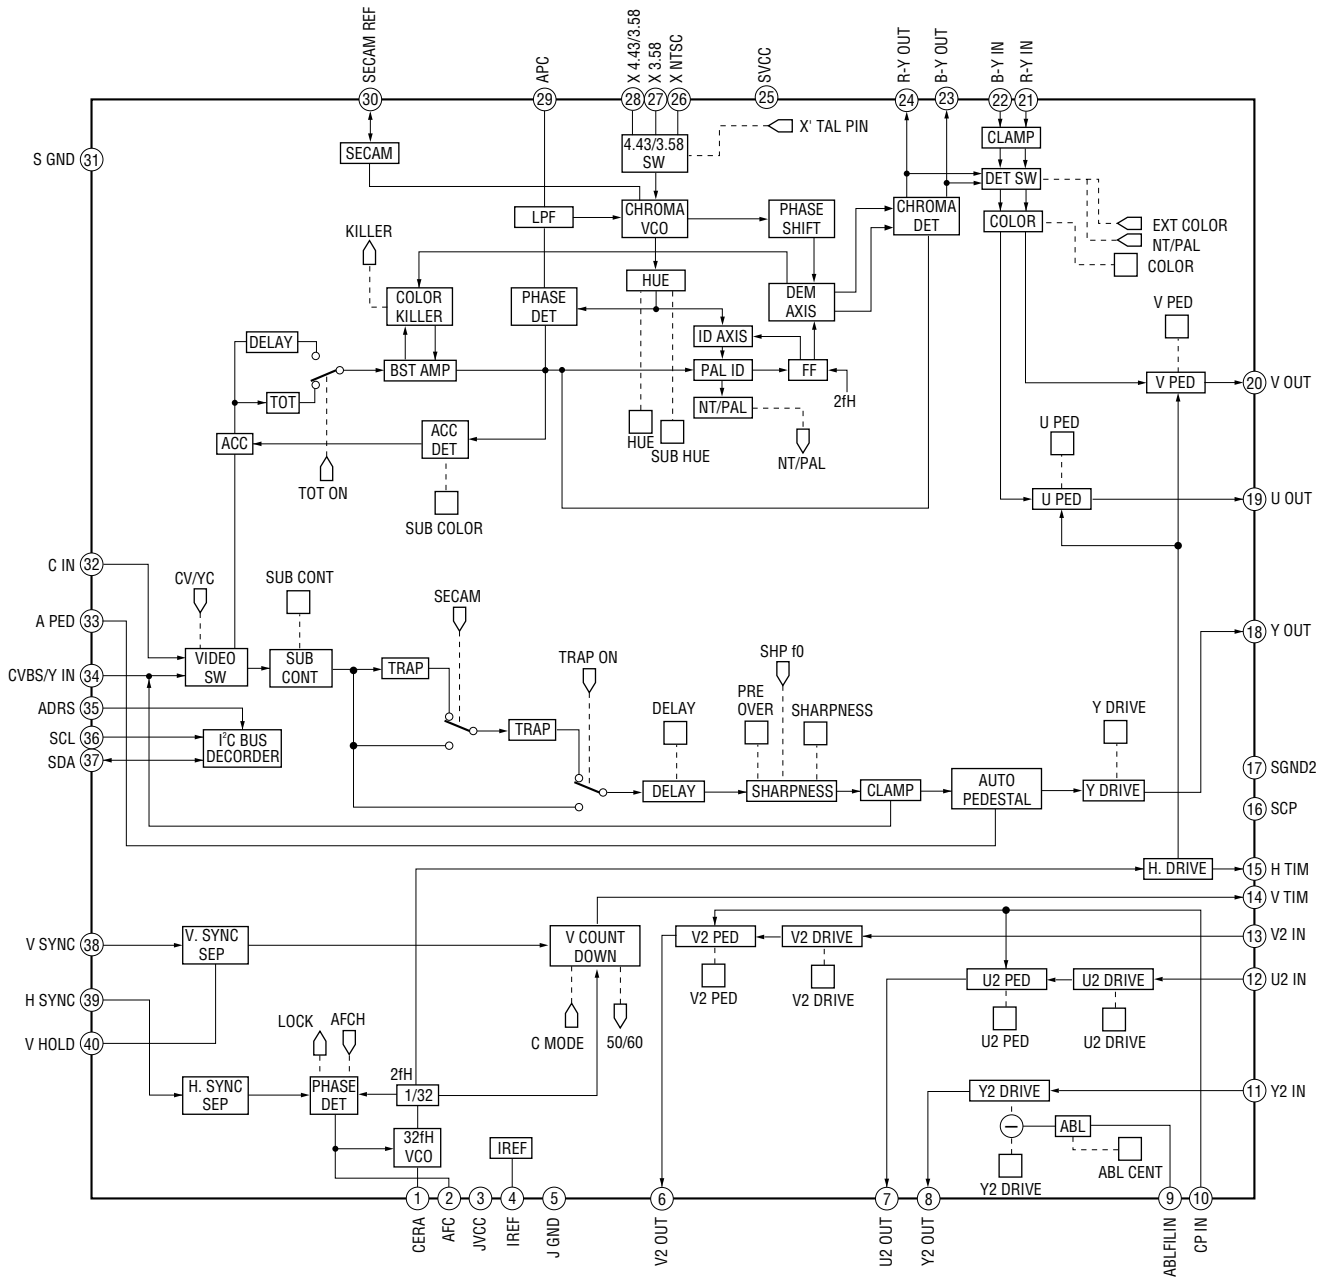 SECAM REF
APC
X 4.43/3.58
X 3.58
X NTSC
SVCC
R-Y OUT
B-Y OUT
B-Y IN
R-Y IN
30
29
28
27
26
25
24
23
22
21
S GND
31
SECAM
4.43/3.58
SW
X' TAL PIN
CLAMP
DET SW
LPF
CHROMA
VCO
PHASE
SHIFT
CHROMA
DET
COLOR
EXT COLOR
NT/PAL
COLOR
KILLER
HUE
COLOR
KILLER
PHASE
DET
DEM
AXIS
V PED
DELAY
ID AXIS
BST AMP
PAL ID
FF
2fH
V PED
20
V OUT
TOT
NT/PAL
ACC
ACC
DET
HUE
SUB HUE
NT/PAL
U PED
TOT ON
SUB COLOR
U PED
19
U OUT
C IN
32
CV/YC
SUB CONT
SECAM
A PED
33
18
Y OUT
VIDEO
SW
SUB
CONT
TRAP
TRAP ON
SHP f0
CVBS/Y IN
34
ADRS
35
SCL
36
SDA
37
I²C BUS
DECORDER
TRAP
DELAY
PRE
OVER
SHARPNESS
Y DRIVE
17
SGND2
DELAY
SHARPNESS
CLAMP
AUTO
PEDESTAL
Y DRIVE
16
SCP
H. DRIVE
15
H TIM
14
V TIM
V SYNC
38
V. SYNC
SEP
V COUNT
DOWN
V2 PED
V2 DRIVE
13
V2 IN
V2 PED
V2 DRIVE
U2 PED
U2 DRIVE
12
U2 IN
H SYNC
39
LOCK
AFCH
C MODE
50/60
U2 PED
U2 DRIVE
V HOLD
40
H. SYNC
SEP
PHASE
DET
2fH
1/32
Y2 DRIVE
11
Y2 IN
32fH
VCO
IREF
ABL
Y2 DRIVE
ABL CENT
1
2
3
4
5
6
7
8
9
10
CERA
AFC
JVCC
IREF
J GND
V2 OUT
U2 OUT
Y2 OUT
ABLFILIN
CP IN